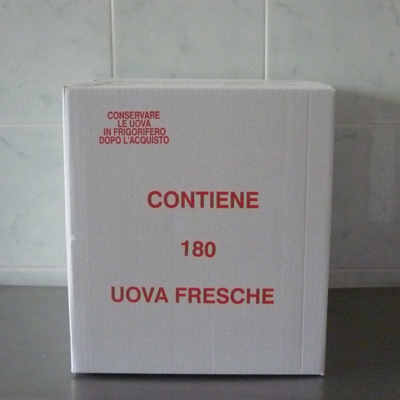 CONSERVARE
LE UOVA
IN FRIGORIFERO
DOPO L'ACQUISTO
CONTIENE
180
UOVA FRESCHE